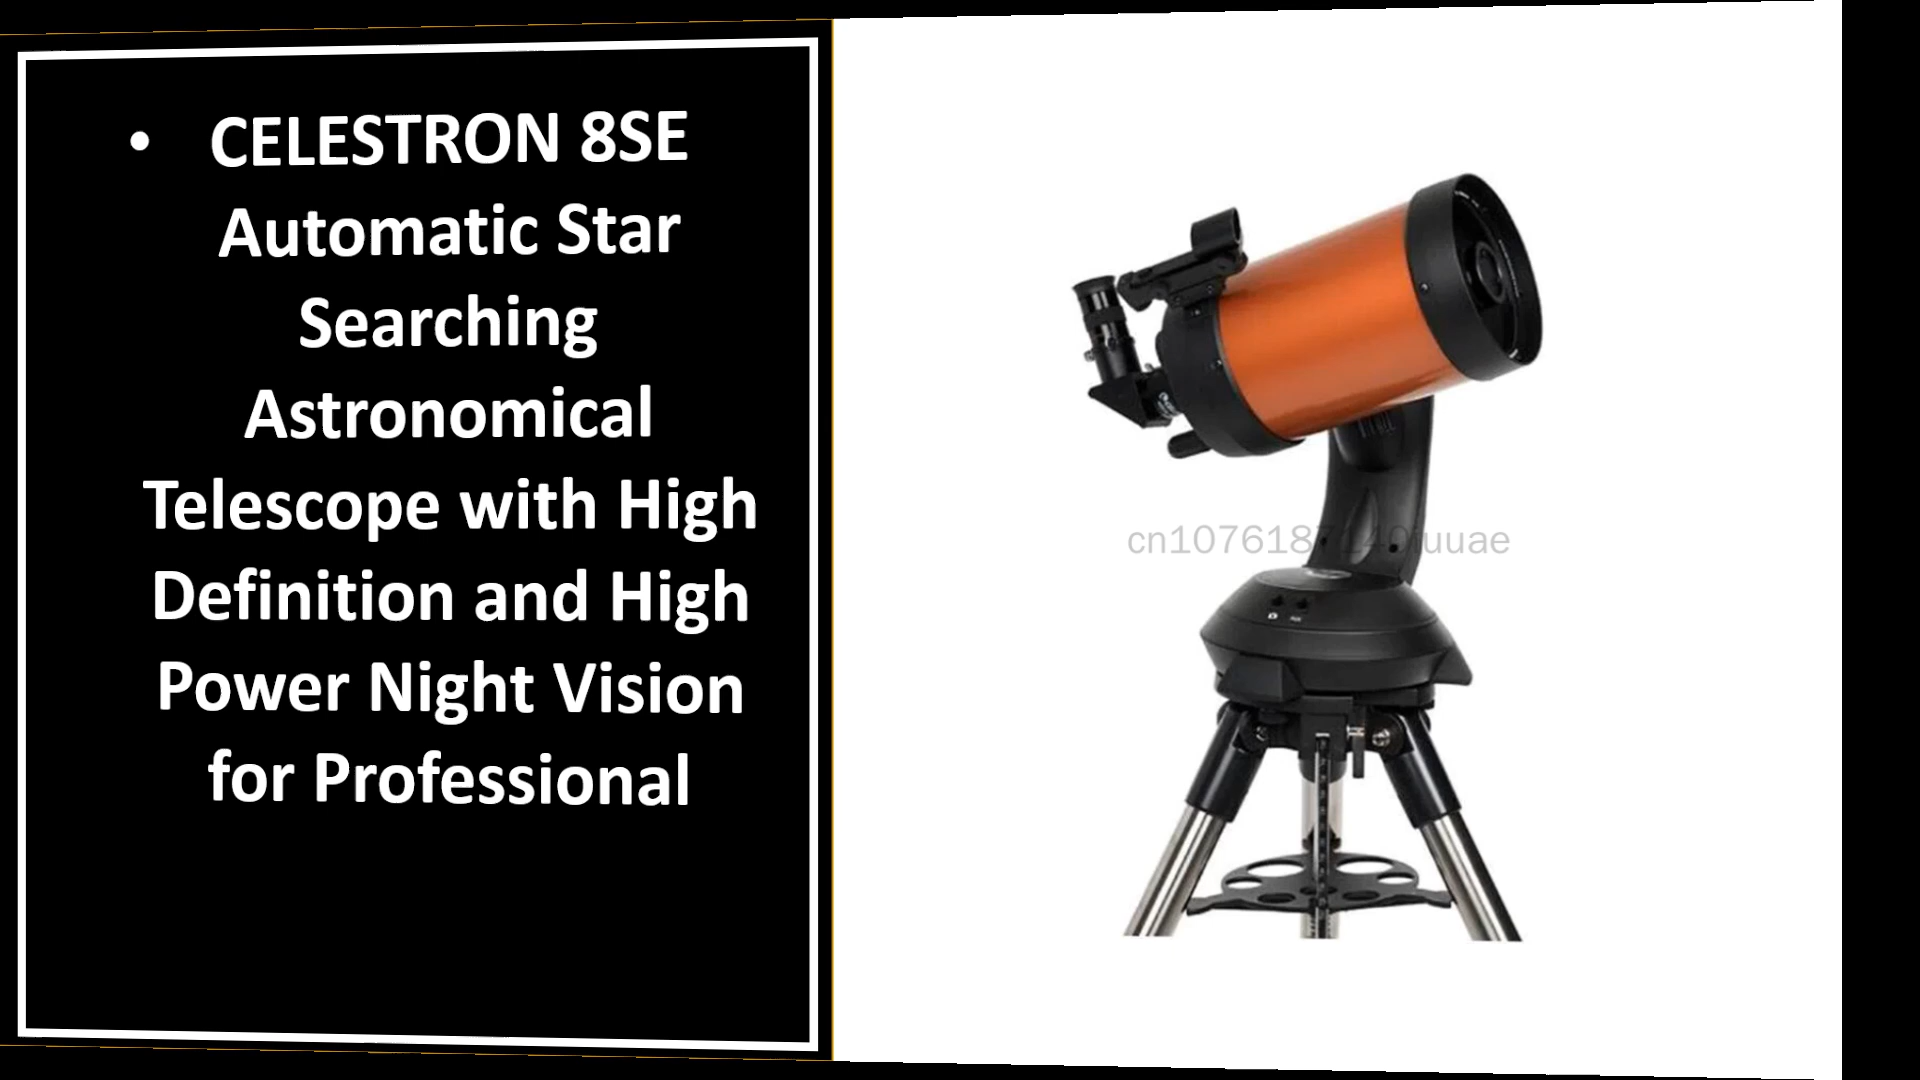 • CELESTRON 8SE
Automatic Star
Searching
Astronomical
Telescope with High
Definition and High
Power Night Vision
for Professional